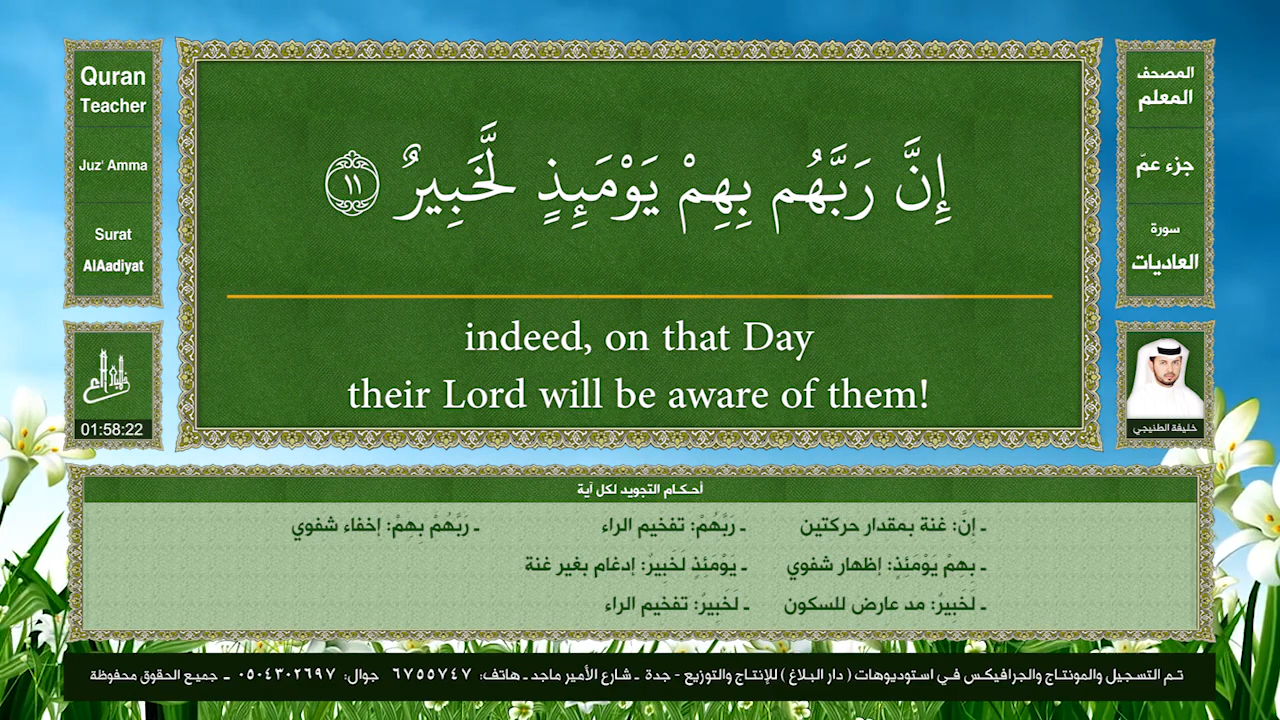 Quran
Teacher
Juz' Amma
Surat
AlAadiyat
01:58:22
إِنَّ رَبَّهُم بِهِمْ يَوْمَئِذٍ لَّخَبِيرٌ ١١
indeed, on that Day
their Lord will be aware of them!
المصحف
المعلم
جزء عمّ
سورة
العاديات
خليفة الطنيجي
أحكام التجويد لكل آية
ـ إنَّ: غنة بمقدار حركتين ـ رَبَّهُمْ: تفخيم الراء ـ رَبَّهُمْ بِهِمْ: إخفاء شفوي
ـ بِهِمْ يَوْمَئِذٍ: إظهار شفوي ـ يَوْمَئِذٍ لَخَبِيرٌ: إدغام بغير غنة
ـ لَخَبِيرٌ: مد عارض للسكون ـ لَخَبِيرٌ: تفخيم الراء
تم التسجيل والمونتاج والجرافيكس في استوديوهات ( دار البلاغ ) للإنتاج والتوزيع - جدة ـ شارع الأمير ماجد ـ هاتف: ٦٧٥٥٧٤٧ جوال: ٠٥٠٤٣٠٢٦٩٧ ـ جميع الحقوق محفوظة